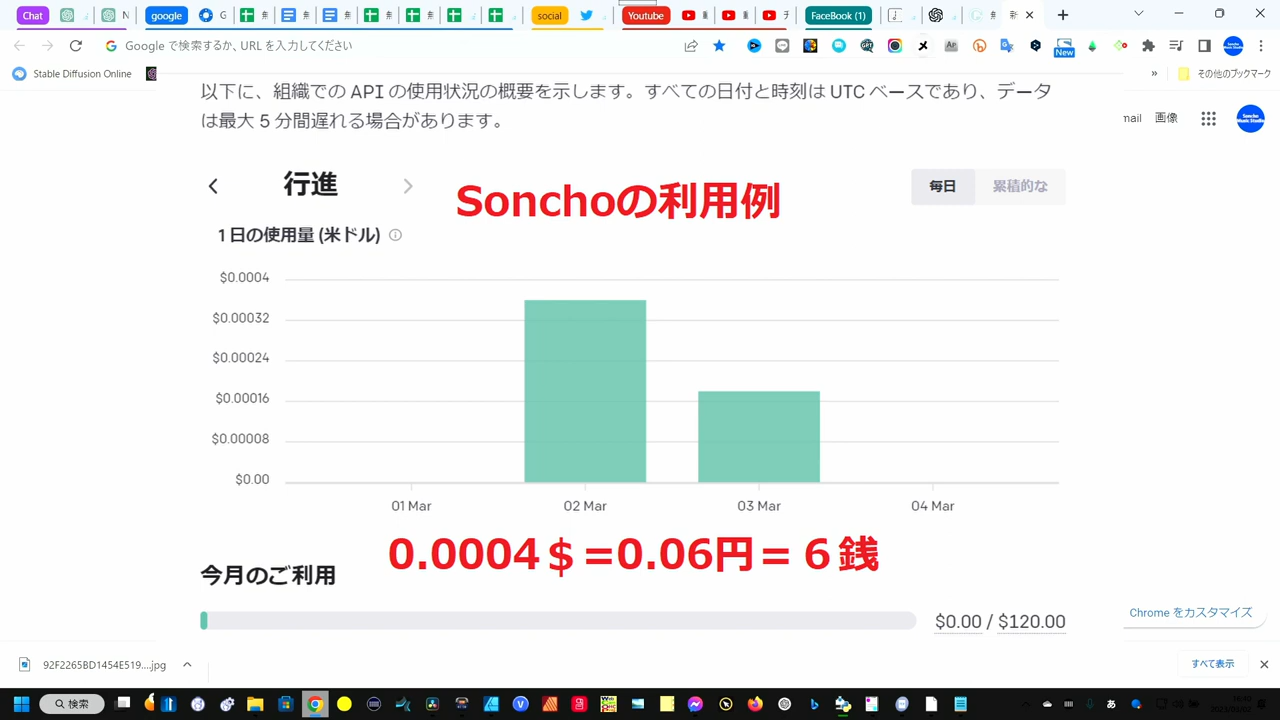 Chat
N
google
G
social
Youtube
FaceBook (1)
Google で検索するか、URL を入力してください
New
Stable Diffusion Online
»
その他のブックマーク
以下に、組織での API の使用状況の概要を示します。すべての日付と時刻は UTC ベースであり、データ
は最大 5 分間遅れる場合があります。
mail 画像
行進
Sonchoの利用例
毎日 累積的な
1 日の使用量 (米ドル)
$0.0004
$0.00032
$0.00024
$0.00016
$0.00008
$0.00
01 Mar 02 Mar 03 Mar 04 Mar
0.0004＄＝0.06円＝６銭
今月のご利用
$0.00 / $120.00
Chrome をカスタマイズ
92F2265BD1454E519....jpg
すべて表示
検索
あ